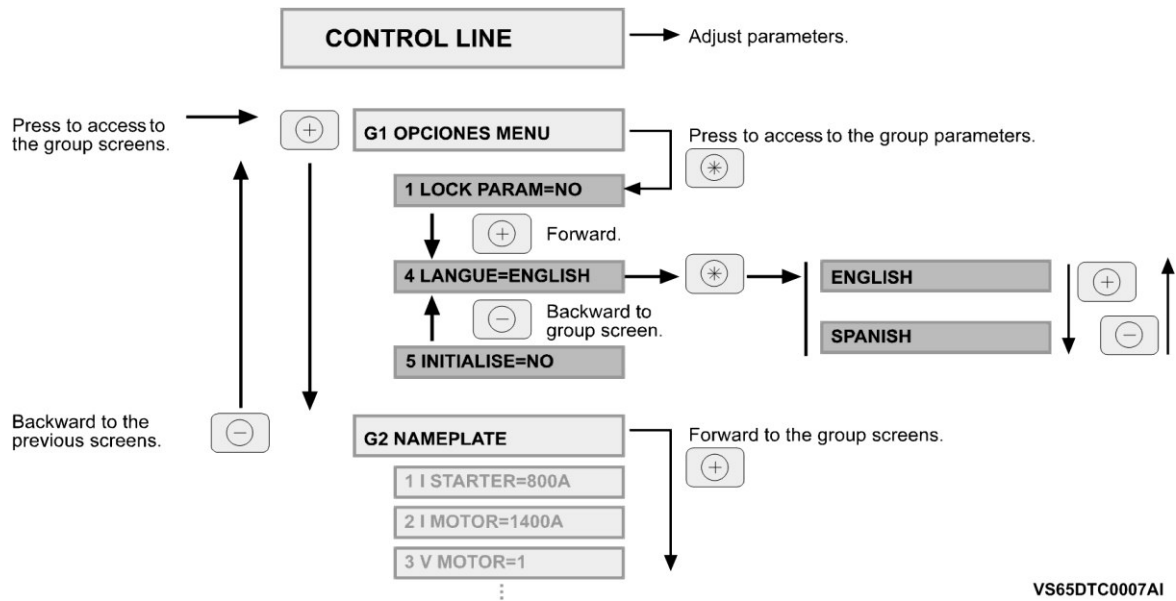 CONTROL LINE
Adjust parameters.
Press to access to
the group screens.
G1 OPCIONES MENU
Press to access to the group parameters.
1 LOCK PARAM=NO
Forward.
4 LANGUE=ENGLISH
ENGLISH
Backward to
group screen.
SPANISH
5 INITIALISE=NO
Backward to the
previous screens.
G2 NAMEPLATE
Forward to the group screens.
1 I STARTER=800A
2 I MOTOR=1400A
3 V MOTOR=1
VS65DTC0007AI